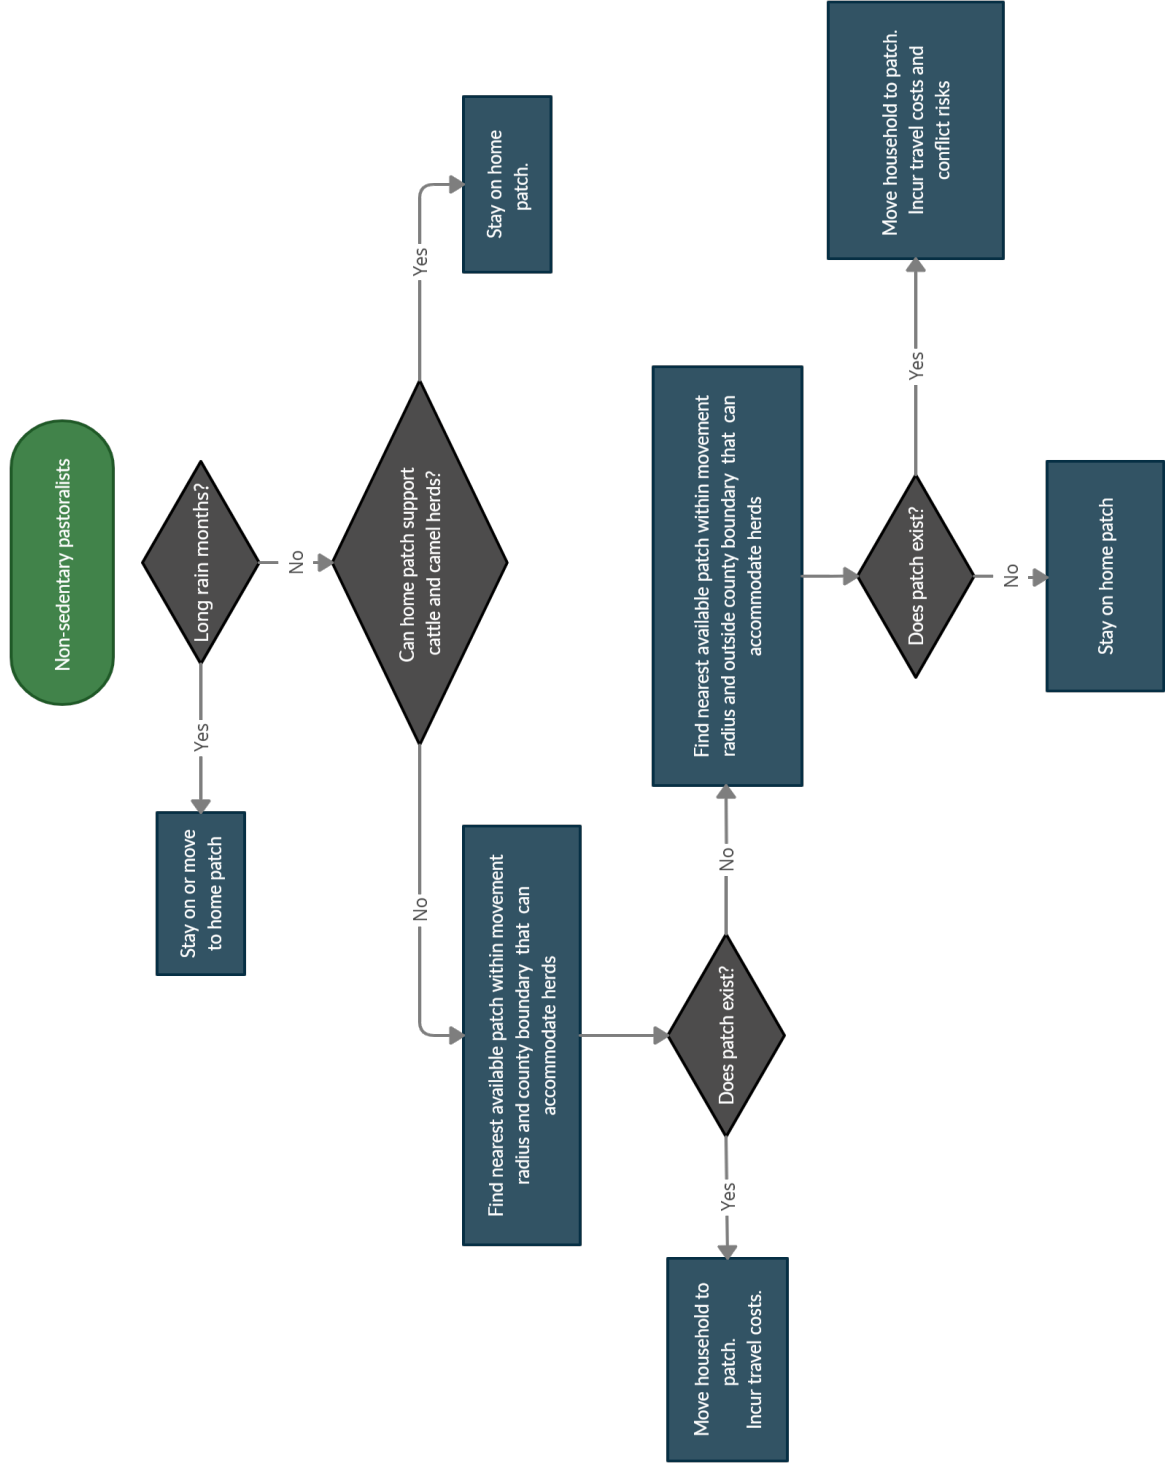 Non-sedentary pastoralists
Long rain months?
Yes
Stay on or move
to home patch
No
Can home patch support
cattle and camel herds?
Yes
Stay on home
patch.
No
Find nearest available patch within movement
radius and county boundary that can
accommodate herds
Does patch exist?
Yes
Move household to
patch.
Incur travel costs.
No
Find nearest available patch within movement
radius and outside county boundary that can
accommodate herds
Does patch exist?
Yes
Move household to patch.
Incur travel costs and
conflict risks
No
Stay on home patch